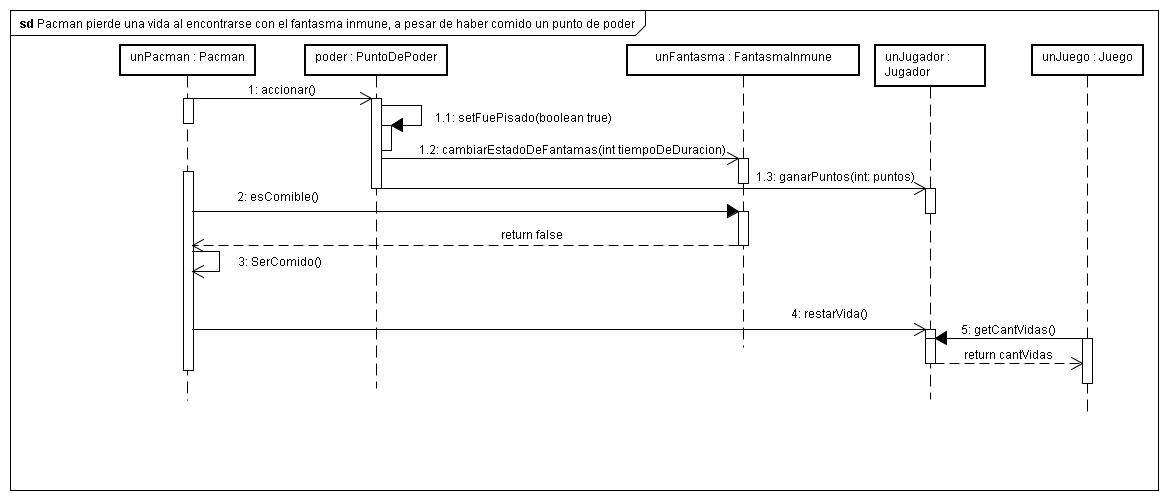 sd Pacman pierde una vida al encontrarse con el fantasma inmune, a pesar de haber comido un punto de poder
unPacman : Pacman
poder : PuntoDePoder
unFantasma : FantasmaInmune
unJugador :
Jugador
unJuego : Juego
1: accionar()
1.1: setFuePisado(boolean true)
1.2: cambiarEstadoDeFantamas(int tiempoDeDuracion)
1.3: ganarPuntos(int: puntos)
2: esComible()
return false
3: SerComido()
4: restarVida()
5: getCantVidas()
return cantVidas